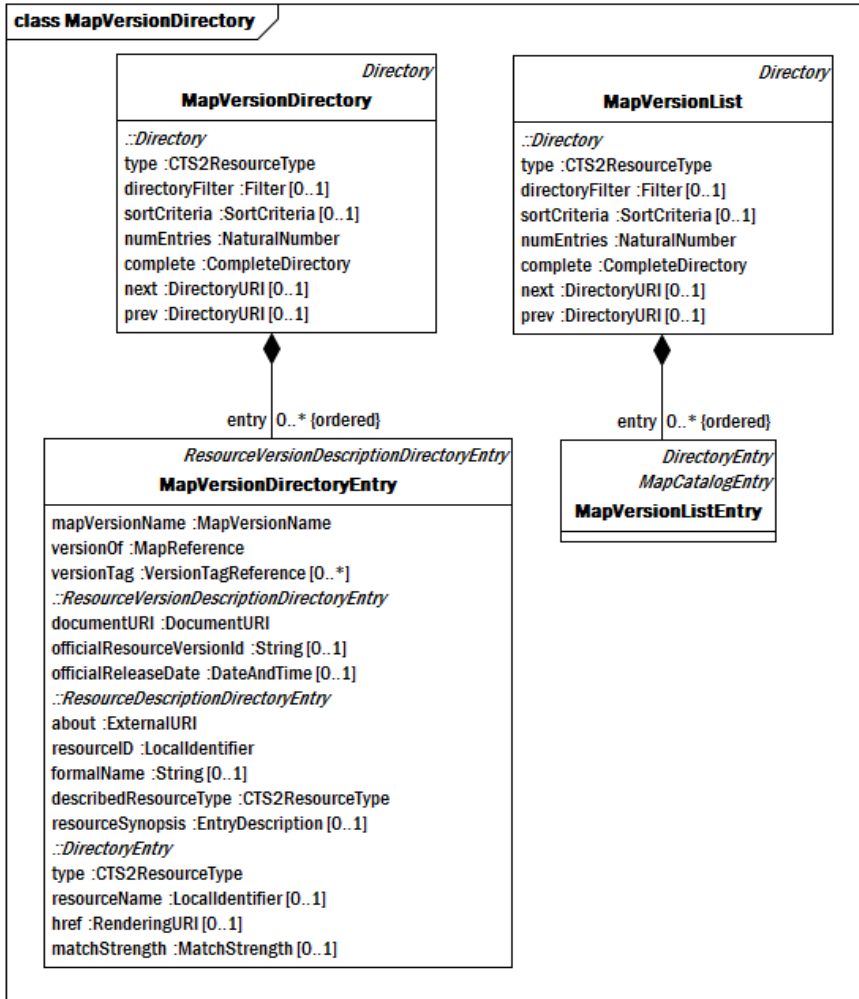 class MapVersionDirectory
Directory
MapVersionDirectory
::Directory
type :CTS2ResourceType
directoryFilter :Filter [0..1]
sortCriteria :SortCriteria [0..1]
numEntries :NaturalNumber
complete :CompleteDirectory
next :DirectoryURI [0..1]
prev :DirectoryURI [0..1]
entry 0..* {ordered}
ResourceVersionDescriptionDirectoryEntry
MapVersionDirectoryEntry
mapVersionName :MapVersionName
versionOf :MapReference
versionTag :VersionTagReference [0..*]
::ResourceVersionDescriptionDirectoryEntry
documentURI :DocumentURI
officialResourceVersionId :String [0..1]
officialReleaseDate :DateAndTime [0..1]
::ResourceDescriptionDirectoryEntry
about :ExternalURI
resourceID :LocalIdentifier
formalName :String [0..1]
describedResourceType :CTS2ResourceType
resourceSynopsis :EntryDescription [0..1]
::DirectoryEntry
type :CTS2ResourceType
resourceName :LocalIdentifier [0..1]
href :RenderingURI [0..1]
matchStrength :MatchStrength [0..1]
Directory
MapVersionList
::Directory
type :CTS2ResourceType
directoryFilter :Filter [0..1]
sortCriteria :SortCriteria [0..1]
numEntries :NaturalNumber
complete :CompleteDirectory
next :DirectoryURI [0..1]
prev :DirectoryURI [0..1]
entry 0..* {ordered}
DirectoryEntry
MapCatalogEntry
MapVersionListEntry